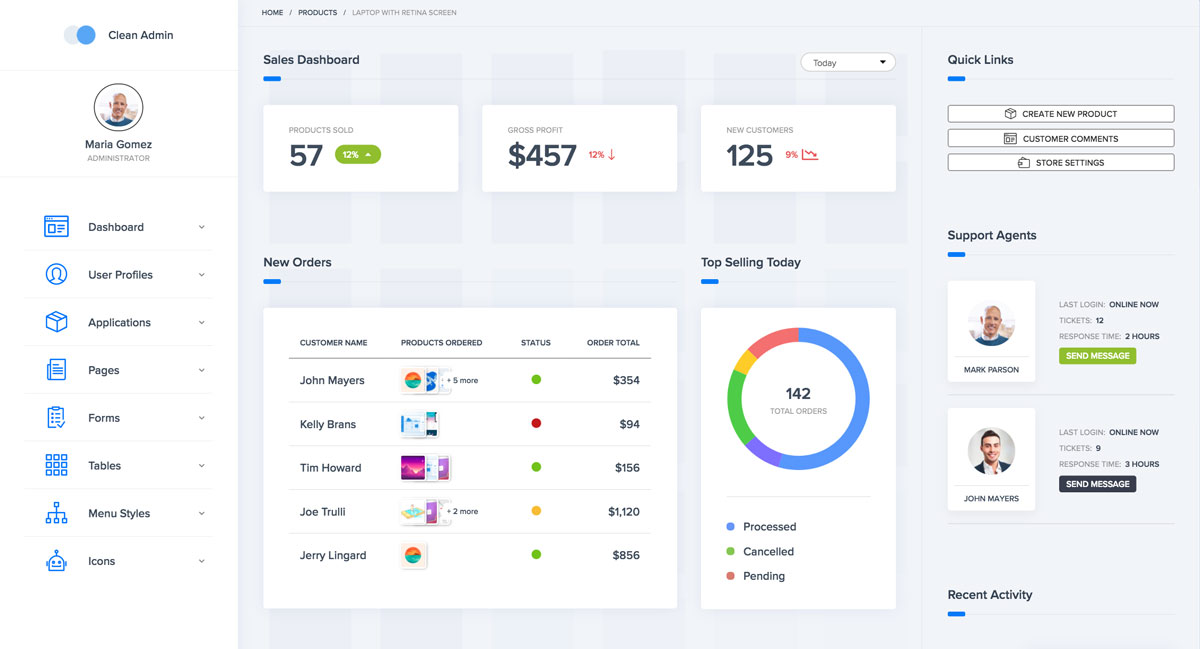 Clean Admin
Maria Gomez
ADMINISTRATOR
Dashboard
User Profiles
Applications
Pages
Forms
Tables
Menu Styles
Icons
HOME / PRODUCTS / LAPTOP WITH RETINA SCREEN
Sales Dashboard
Today
PRODUCTS SOLD
57 12%
GROSS PROFIT
$457 12%
NEW CUSTOMERS
125 9%
New Orders
CUSTOMER NAME PRODUCTS ORDERED STATUS ORDER TOTAL
John Mayers + 5 more $354
Kelly Brans $94
Tim Howard $156
Joe Trulli + 2 more $1,120
Jerry Lingard $856
Top Selling Today
142
TOTAL ORDERS
Processed
Cancelled
Pending
Quick Links
CREATE NEW PRODUCT
CUSTOMER COMMENTS
STORE SETTINGS
Support Agents
MARK PARSON
LAST LOGIN: ONLINE NOW
TICKETS: 12
RESPONSE TIME: 2 HOURS
SEND MESSAGE
JOHN MAYERS
LAST LOGIN: ONLINE NOW
TICKETS: 9
RESPONSE TIME: 3 HOURS
SEND MESSAGE
Recent Activity